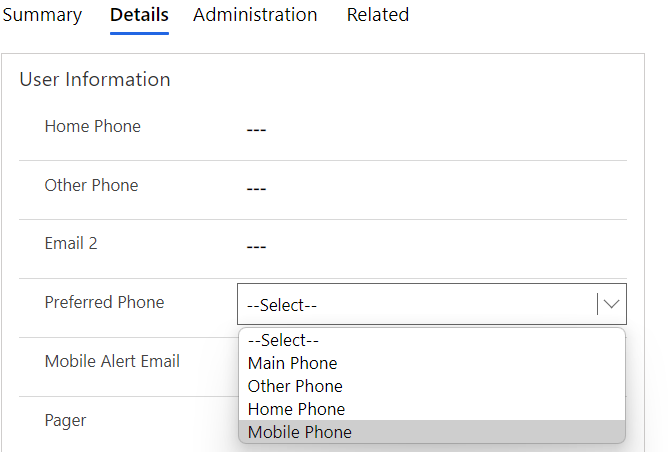 Summary Details Administration Related
User Information
Home Phone ---
Other Phone ---
Email 2 ---
Preferred Phone --Select--
--Select--
Mobile Alert Email Main Phone
Other Phone
Home Phone
Pager Mobile Phone